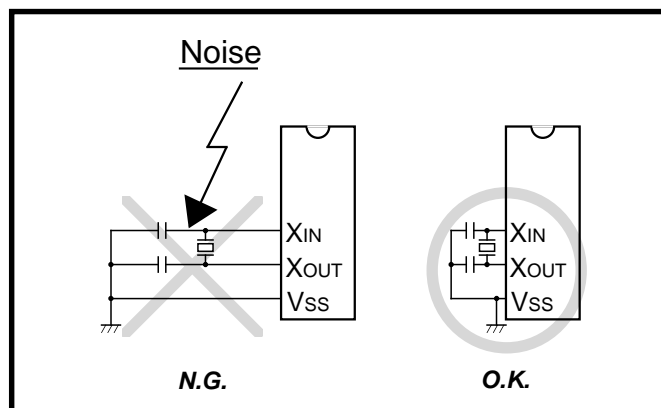 Noise
XIN
XOUT
VSS
N.G.
XIN
XOUT
VSS
O.K.